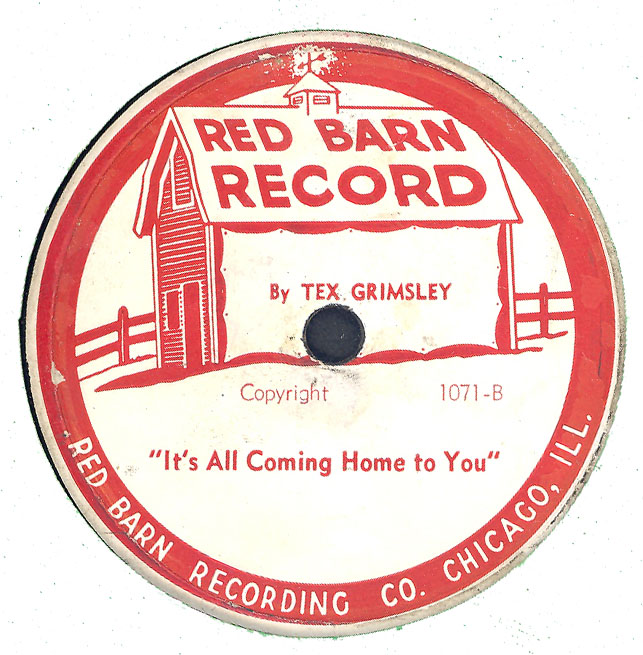 RED BARN
RECORD
By TEX GRIMSLEY
Copyright 1071-B
"It's All Coming Home to You"
RED BARN RECORDING CO. CHICAGO, ILL.